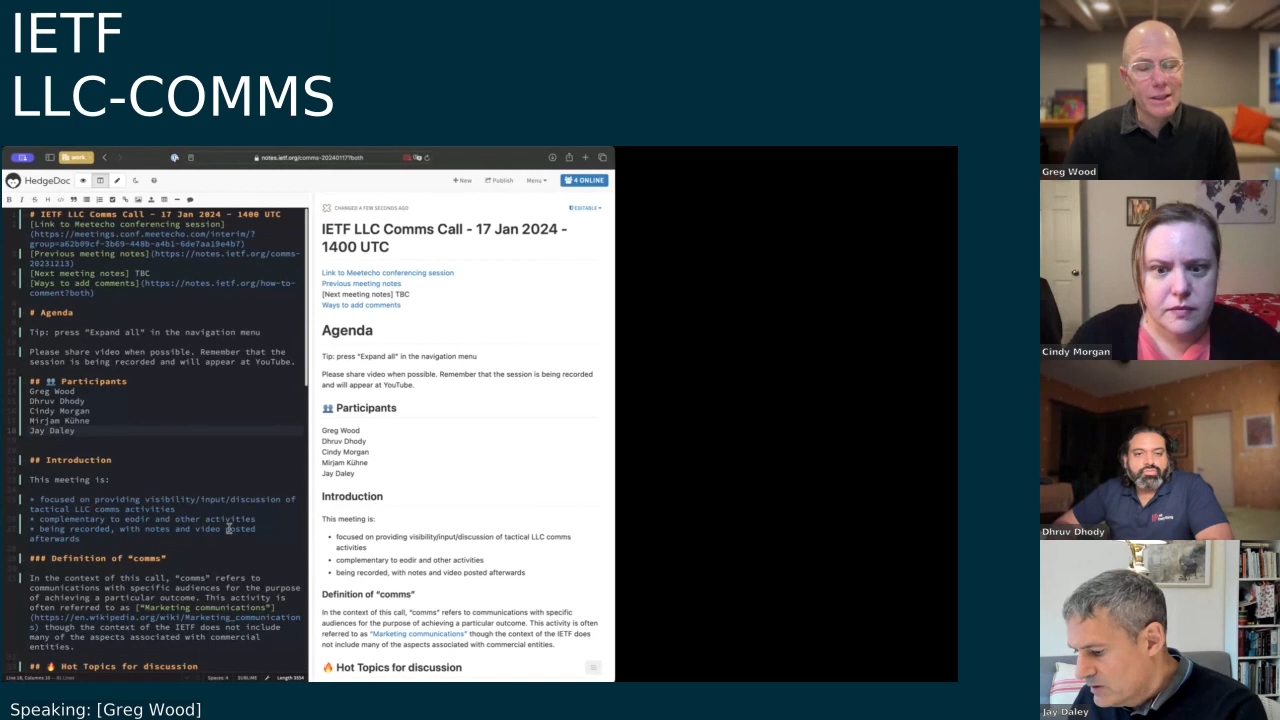 IETF
LLC-COMMS
work
notes.ietf.org/comms-20240117?both
HedgeDoc
New
Publish
Menu
4 ONLINE
# IETF LLC Comms Call - 17 Jan 2024 - 1400 UTC
[Link to Meetecho conferencing session]
(https://meetings.conf.meetecho.com/interim/?
group=a62b09cf-3b69-448b-a4b1-6de7aa19e4b7)
[Previous meeting notes](https://notes.ietf.org/comms-
20231213)
[Next meeting notes] TBC
[Ways to add comments](https://notes.ietf.org/how-to-
comment?both)
# Agenda
Tip: press "Expand all" in the navigation menu
Please share video when possible. Remember that the
session is being recorded and will appear at YouTube.
## 👥 Participants
Greg Wood
Dhruv Dhody
Cindy Morgan
Mirjam Kühne
Jay Daley
## Introduction
This meeting is:
* focused on providing visibility/input/discussion of
tactical LLC comms activities
* complementary to eodir and other activities
* being recorded, with notes and video posted
afterwards
### Definition of “comms”
In the context of this call, “comms” refers to
communications with specific audiences for the purpose
of achieving a particular outcome. This activity is
often referred to as [“Marketing communications”]
(https://en.wikipedia.org/wiki/Marketing_communication
s) though the context of the IETF does not include
many of the aspects associated with commercial
entities.
## 🔥 Hot Topics for discussion
Spaces: 4
SUBLIME
Length 3554
CHANGED A FEW SECONDS AGO
EDITABLE
IETF LLC Comms Call - 17 Jan 2024 -
1400 UTC
Link to Meetecho conferencing session
Previous meeting notes
[Next meeting notes] TBC
Ways to add comments
Agenda
Tip: press “Expand all” in the navigation menu
Please share video when possible. Remember that the session is being recorded
and will appear at YouTube.
👥 Participants
Greg Wood
Dhruv Dhody
Cindy Morgan
Mirjam Kühne
Jay Daley
Introduction
This meeting is:
• focused on providing visibility/input/discussion of tactical LLC comms
activities
• complementary to eodir and other activities
• being recorded, with notes and video posted afterwards
Definition of “comms”
In the context of this call, “comms” refers to communications with specific
audiences for the purpose of achieving a particular outcome. This activity is often
referred to as “Marketing communications” though the context of the IETF does
not include many of the aspects associated with commercial entities.
🔥 Hot Topics for discussion
Greg Wood
Cindy Morgan
Dhruv Dhody
Jay Daley
Speaking: [Greg Wood]